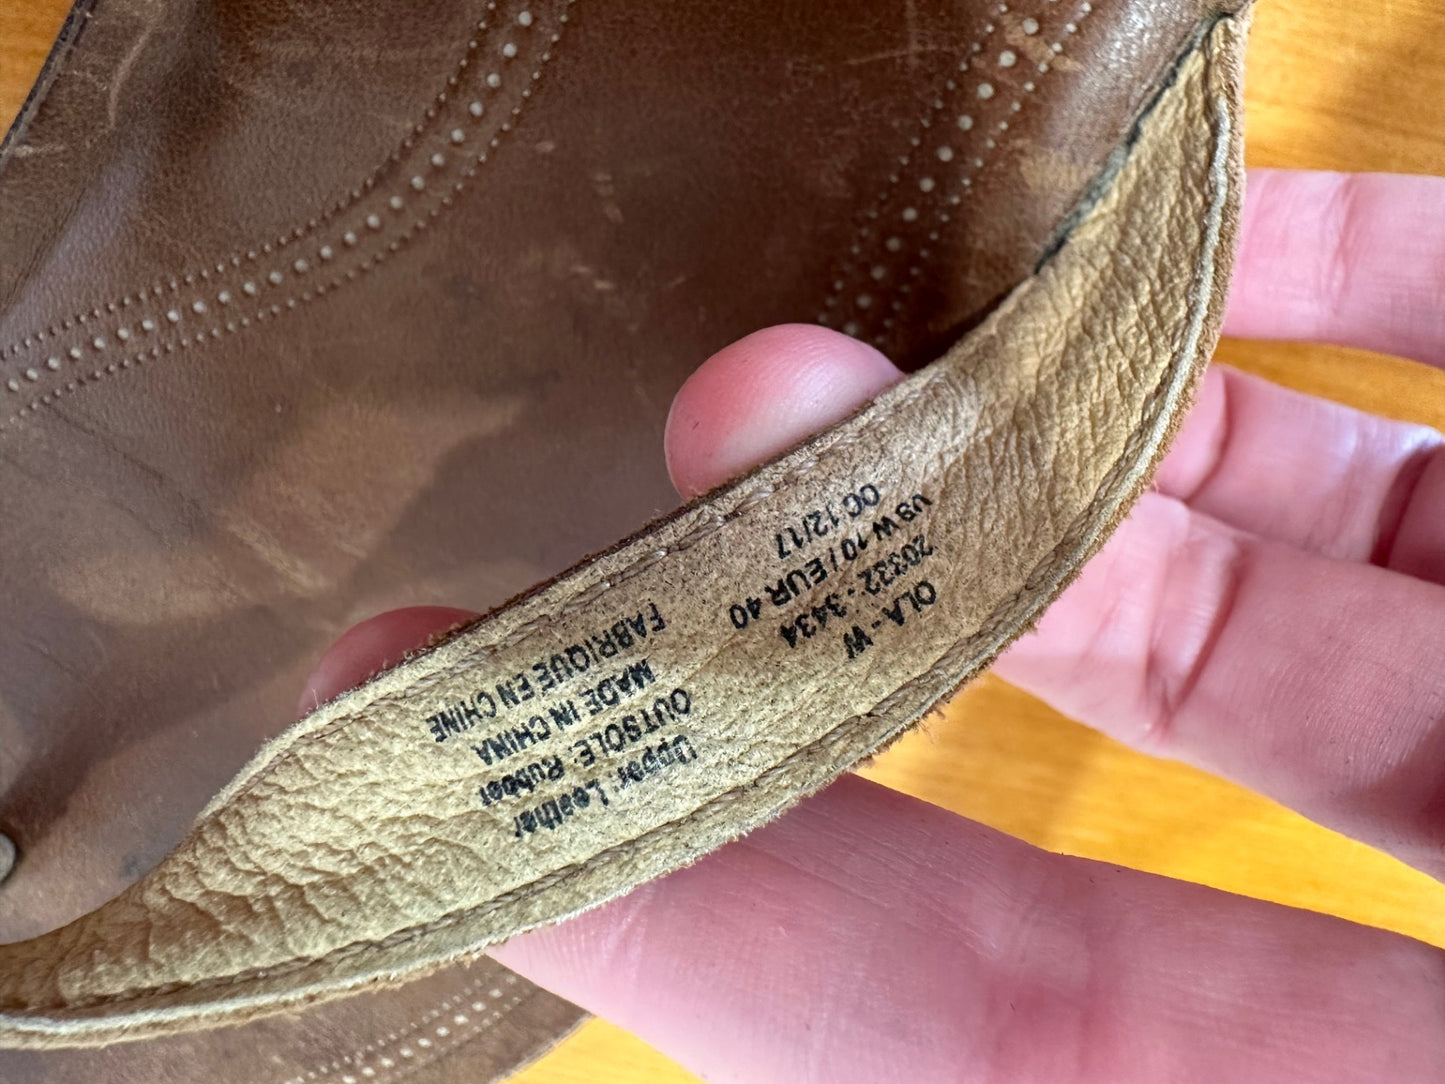 OLA - W
20332 - 3434
US W 10 / EUR 40
OC 12/17
Upper: Leather
OUTSOLE: Rubber
MADE IN CHINA
FABRIQUE EN CHINE